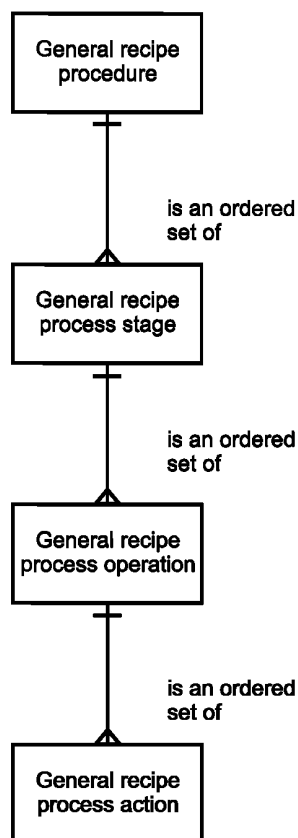 General recipe
procedure
is an ordered
set of
General recipe
process stage
is an ordered
set of
General recipe
process operation
is an ordered
set of
General recipe
process action